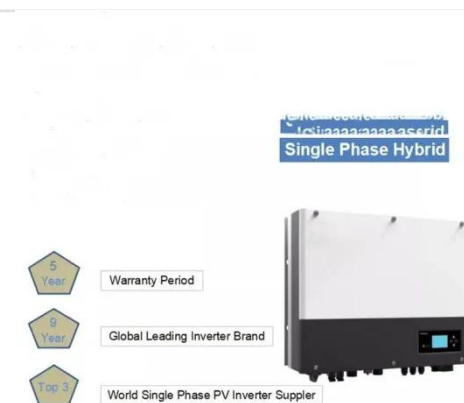 Single Phase Hybrid
5
Year
Warranty Period
9
Year
Global Leading Inverter Brand
Top 3
World Single Phase PV Inverter Suppler